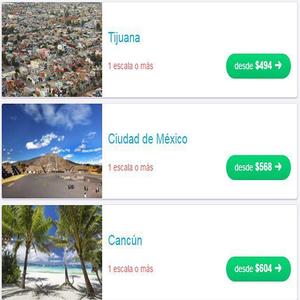 Tijuana
1 escala o más
desde $494 →
Ciudad de México
1 escala o más
desde $568 →
Cancún
1 escala o más
desde $604 →